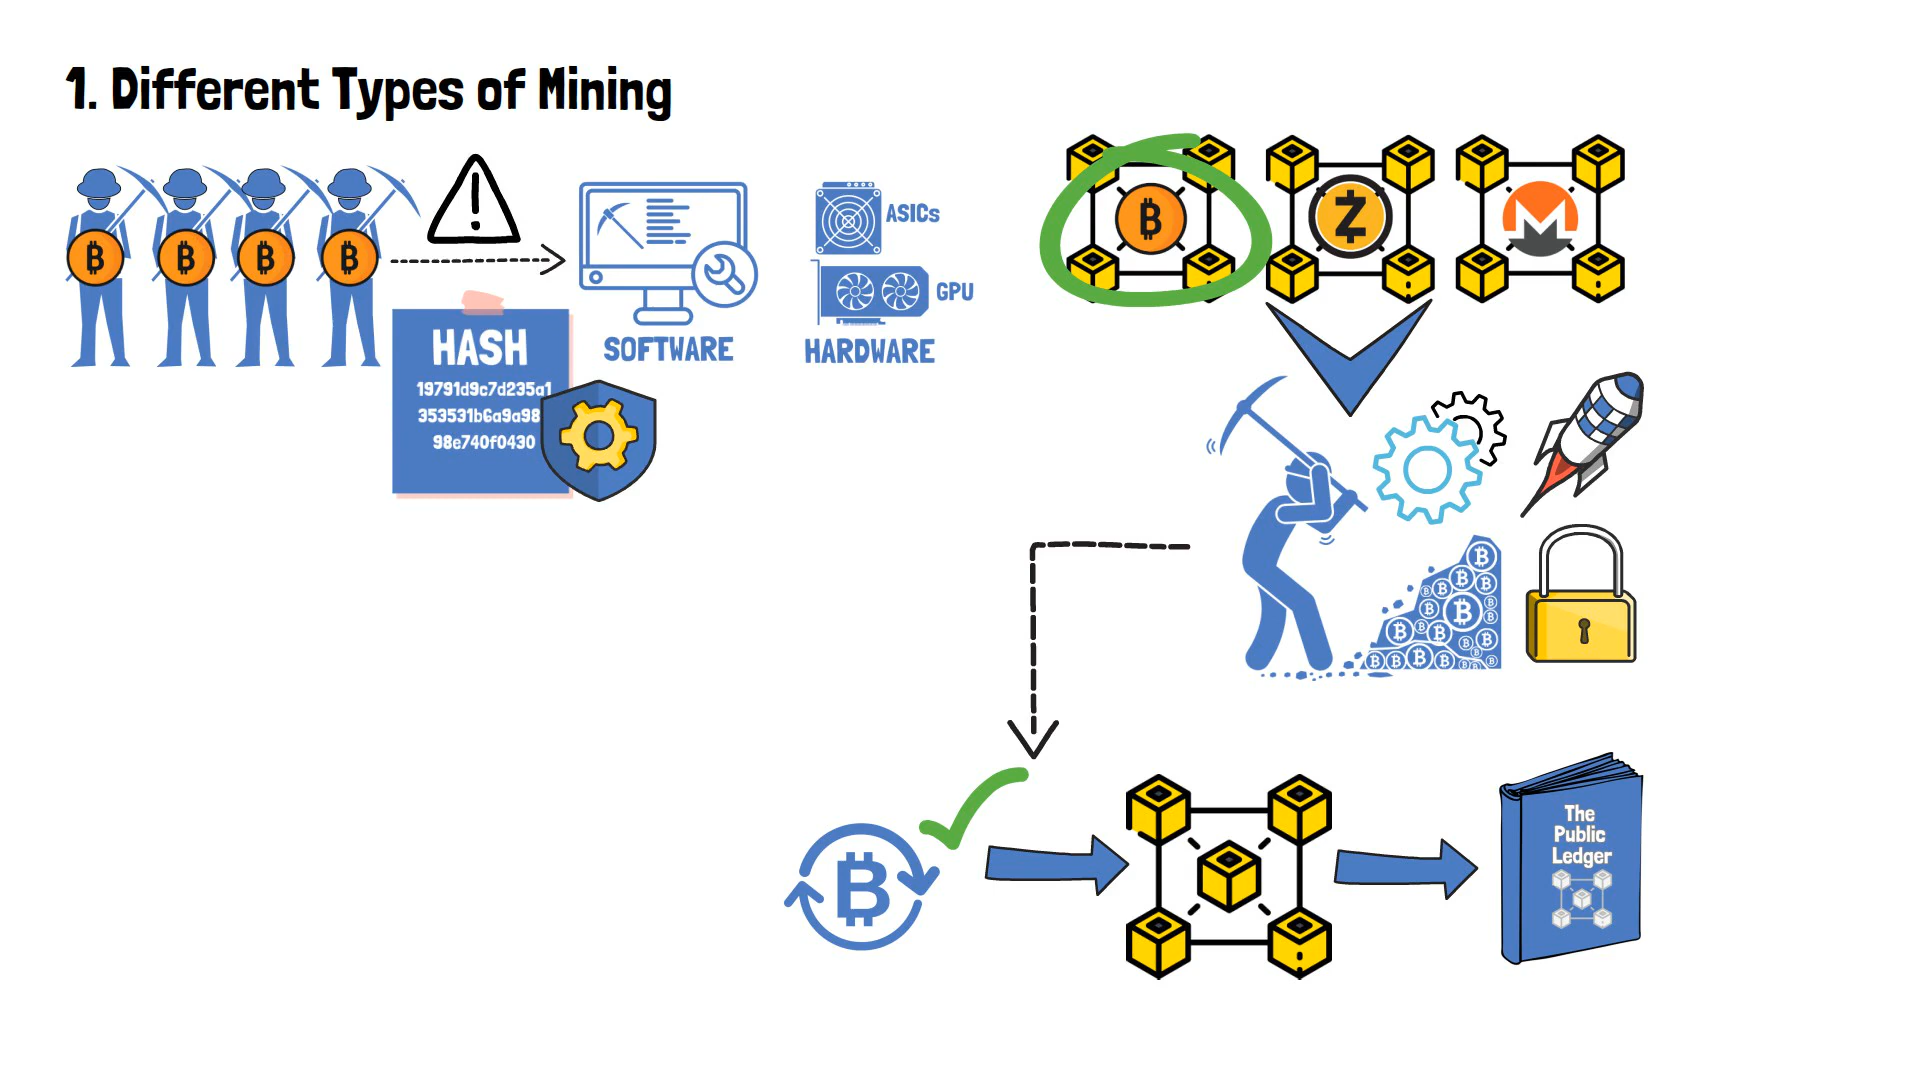 1. Different Types of Mining
HASH
19791d9c7d235a1
353531b6a9a98
98e740f0430
SOFTWARE
ASICs
GPU
HARDWARE
The
Public
Ledger